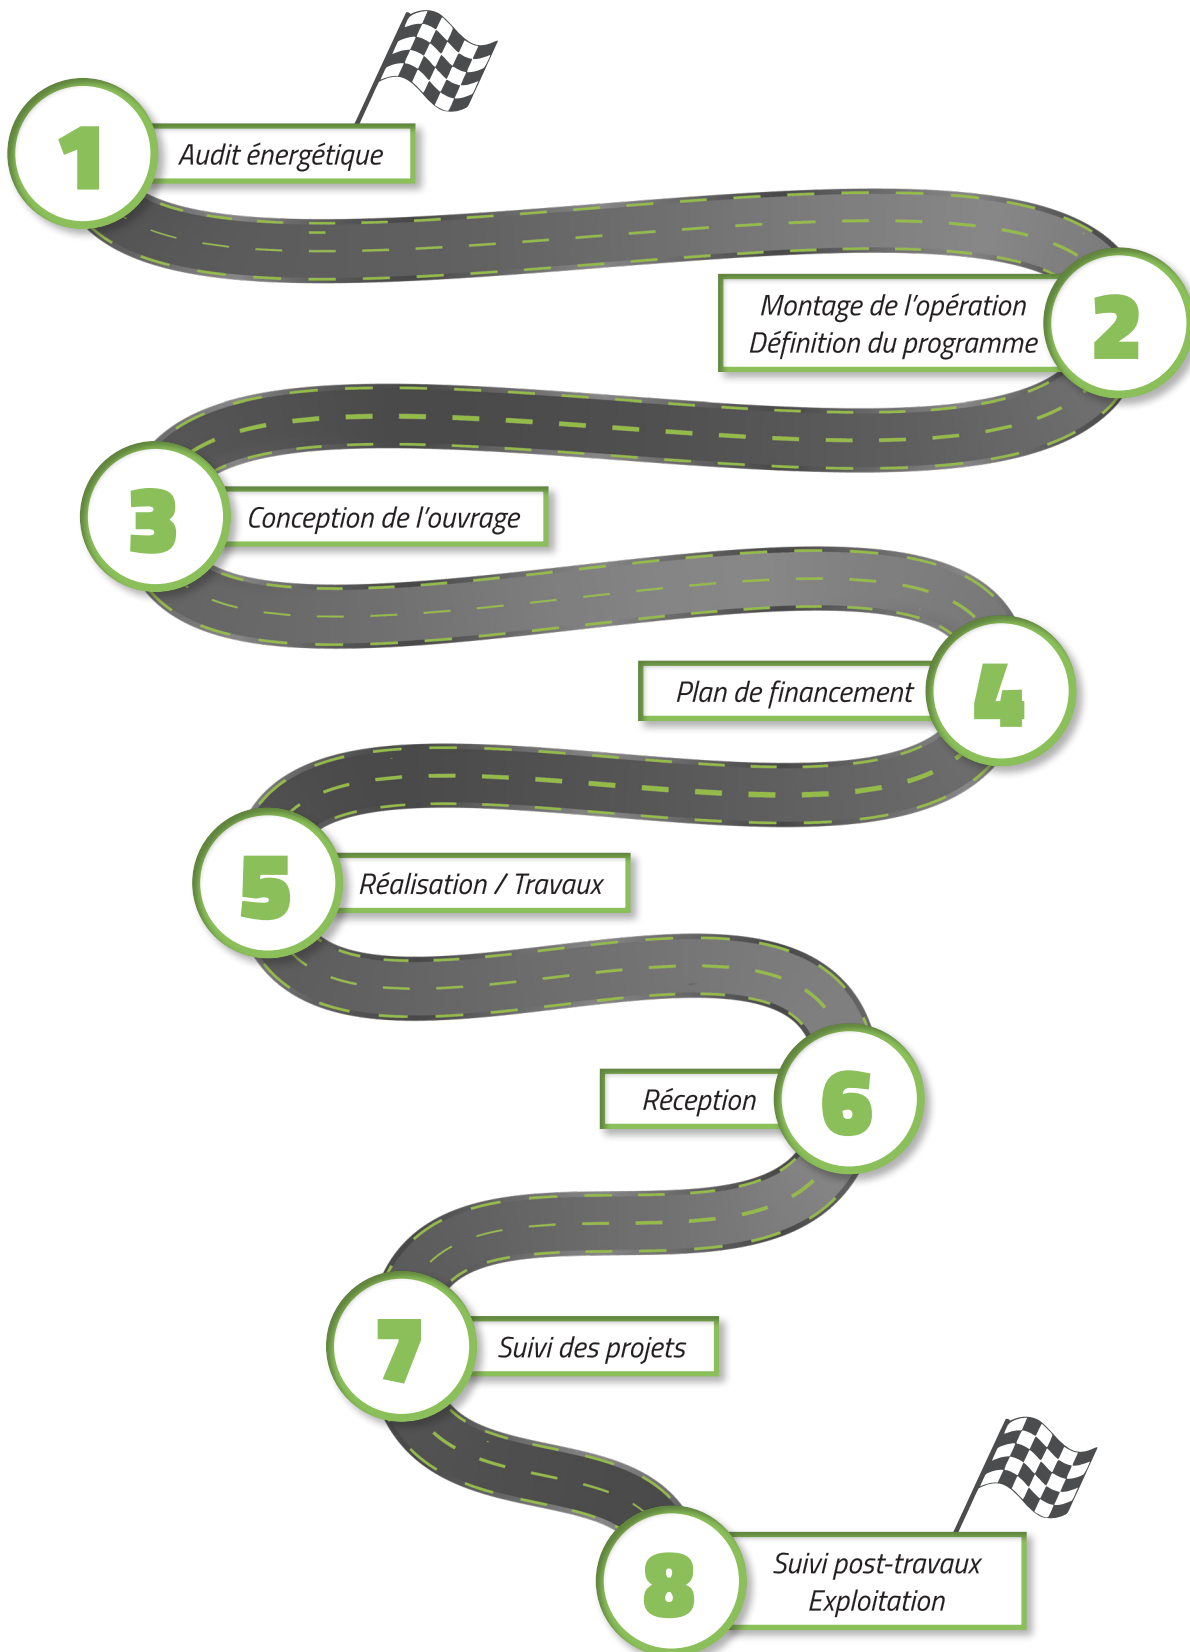 1
Audit énergétique
2
Montage de l'opération
Définition du programme
3
Conception de l'ouvrage
4
Plan de financement
5
Réalisation / Travaux
6
Réception
7
Suivi des projets
8
Suivi post-travaux
Exploitation